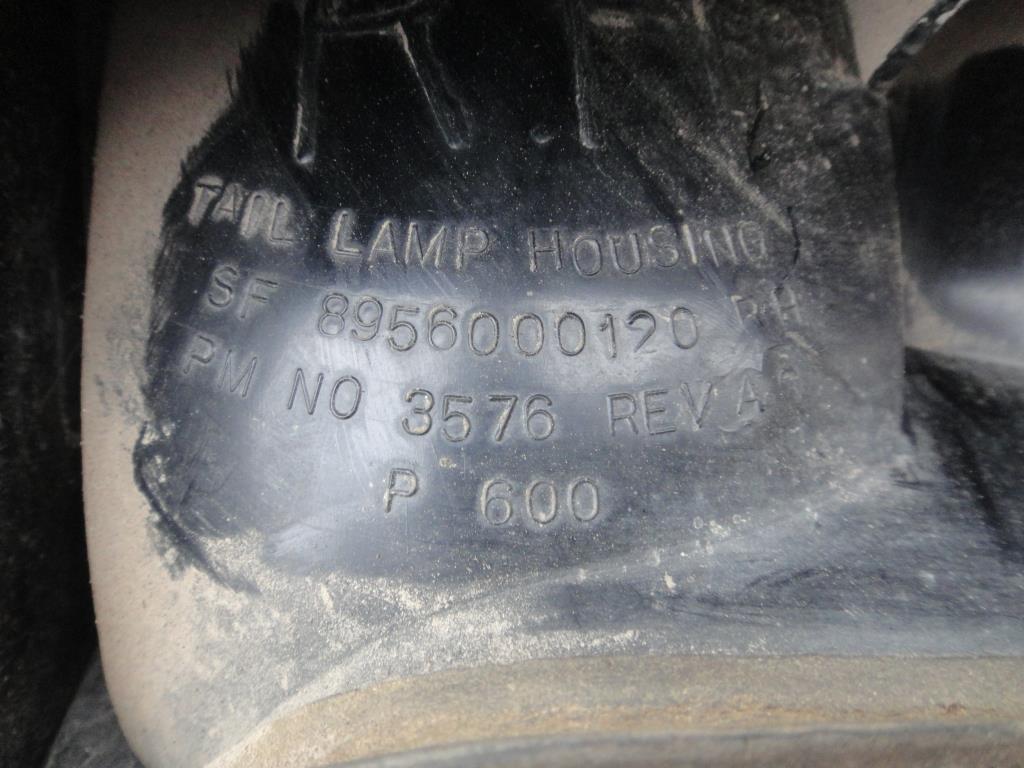 TAIL LAMP HOUSING
SF 8956000120 RH
PM NO 3576 REV A
P 600